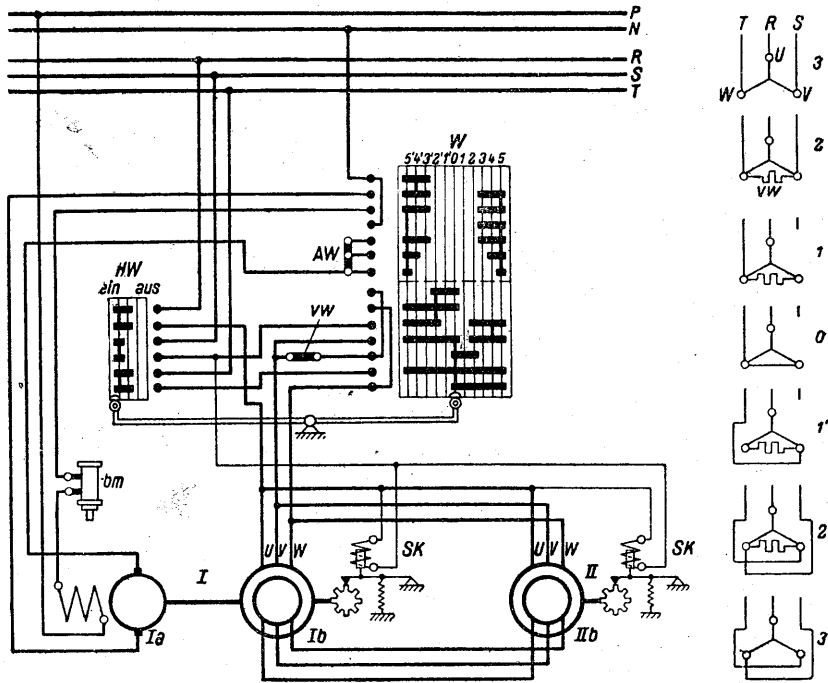 P
N
R
S
T
W
5' 4' 3' 2' 1' 0 1 2 3 4 5
AW
HW
ein aus
VW
bm
I
Ia
U V W
SK
Ib
U V W
II
IIb
SK
T R S
U
W V
3
2
VW
1
0
1'
2
3